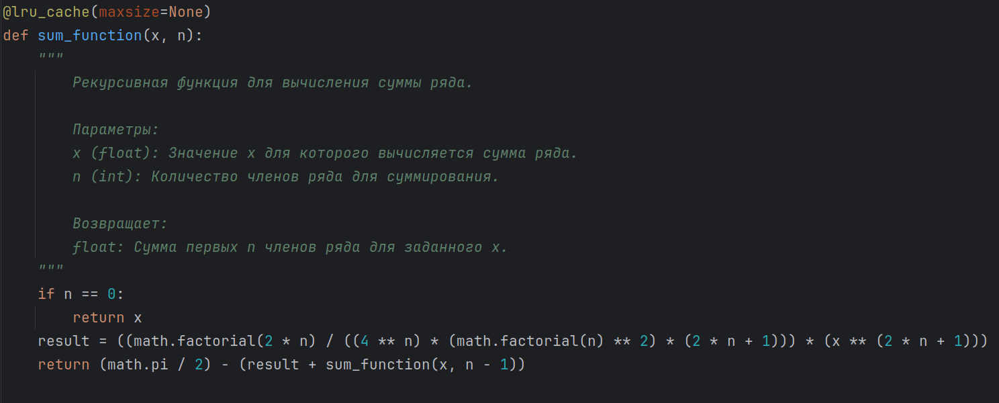 @lru_cache(maxsize=None)
def sum_function(x, n):
    """
        Рекурсивная функция для вычисления суммы ряда.

        Параметры:
        x (float): Значение x для которого вычисляется сумма ряда.
        n (int): Количество членов ряда для суммирования.

        Возвращает:
        float: Сумма первых n членов ряда для заданного x.
    """
    if n == 0:
        return x
    result = ((math.factorial(2 * n) / ((4 ** n) * (math.factorial(n) ** 2) * (2 * n + 1))) * (x ** (2 * n + 1)))
    return (math.pi / 2) - (result + sum_function(x, n - 1))